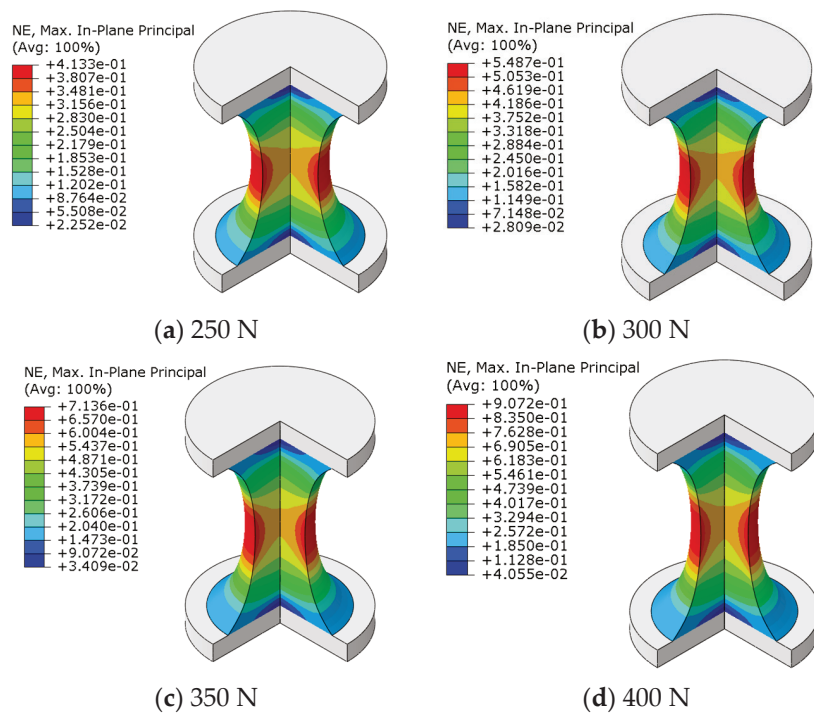 NE, Max. In-Plane Principal
(Avg: 100%)
+4.133e-01
+3.807e-01
+3.481e-01
+3.156e-01
+2.830e-01
+2.504e-01
+2.179e-01
+1.853e-01
+1.528e-01
+1.202e-01
+8.764e-02
+5.508e-02
+2.252e-02
(a) 250 N
NE, Max. In-Plane Principal
(Avg: 100%)
+5.487e-01
+5.053e-01
+4.619e-01
+4.186e-01
+3.752e-01
+3.318e-01
+2.884e-01
+2.450e-01
+2.016e-01
+1.582e-01
+1.149e-01
+7.148e-02
+2.809e-02
(b) 300 N
NE, Max. In-Plane Principal
(Avg: 100%)
+7.136e-01
+6.570e-01
+6.004e-01
+5.437e-01
+4.871e-01
+4.305e-01
+3.739e-01
+3.172e-01
+2.606e-01
+2.040e-01
+1.473e-01
+9.072e-02
+3.409e-02
(c) 350 N
NE, Max. In-Plane Principal
(Avg: 100%)
+9.072e-01
+8.350e-01
+7.628e-01
+6.905e-01
+6.183e-01
+5.461e-01
+4.739e-01
+4.017e-01
+3.294e-01
+2.572e-01
+1.850e-01
+1.128e-01
+4.055e-02
(d) 400 N